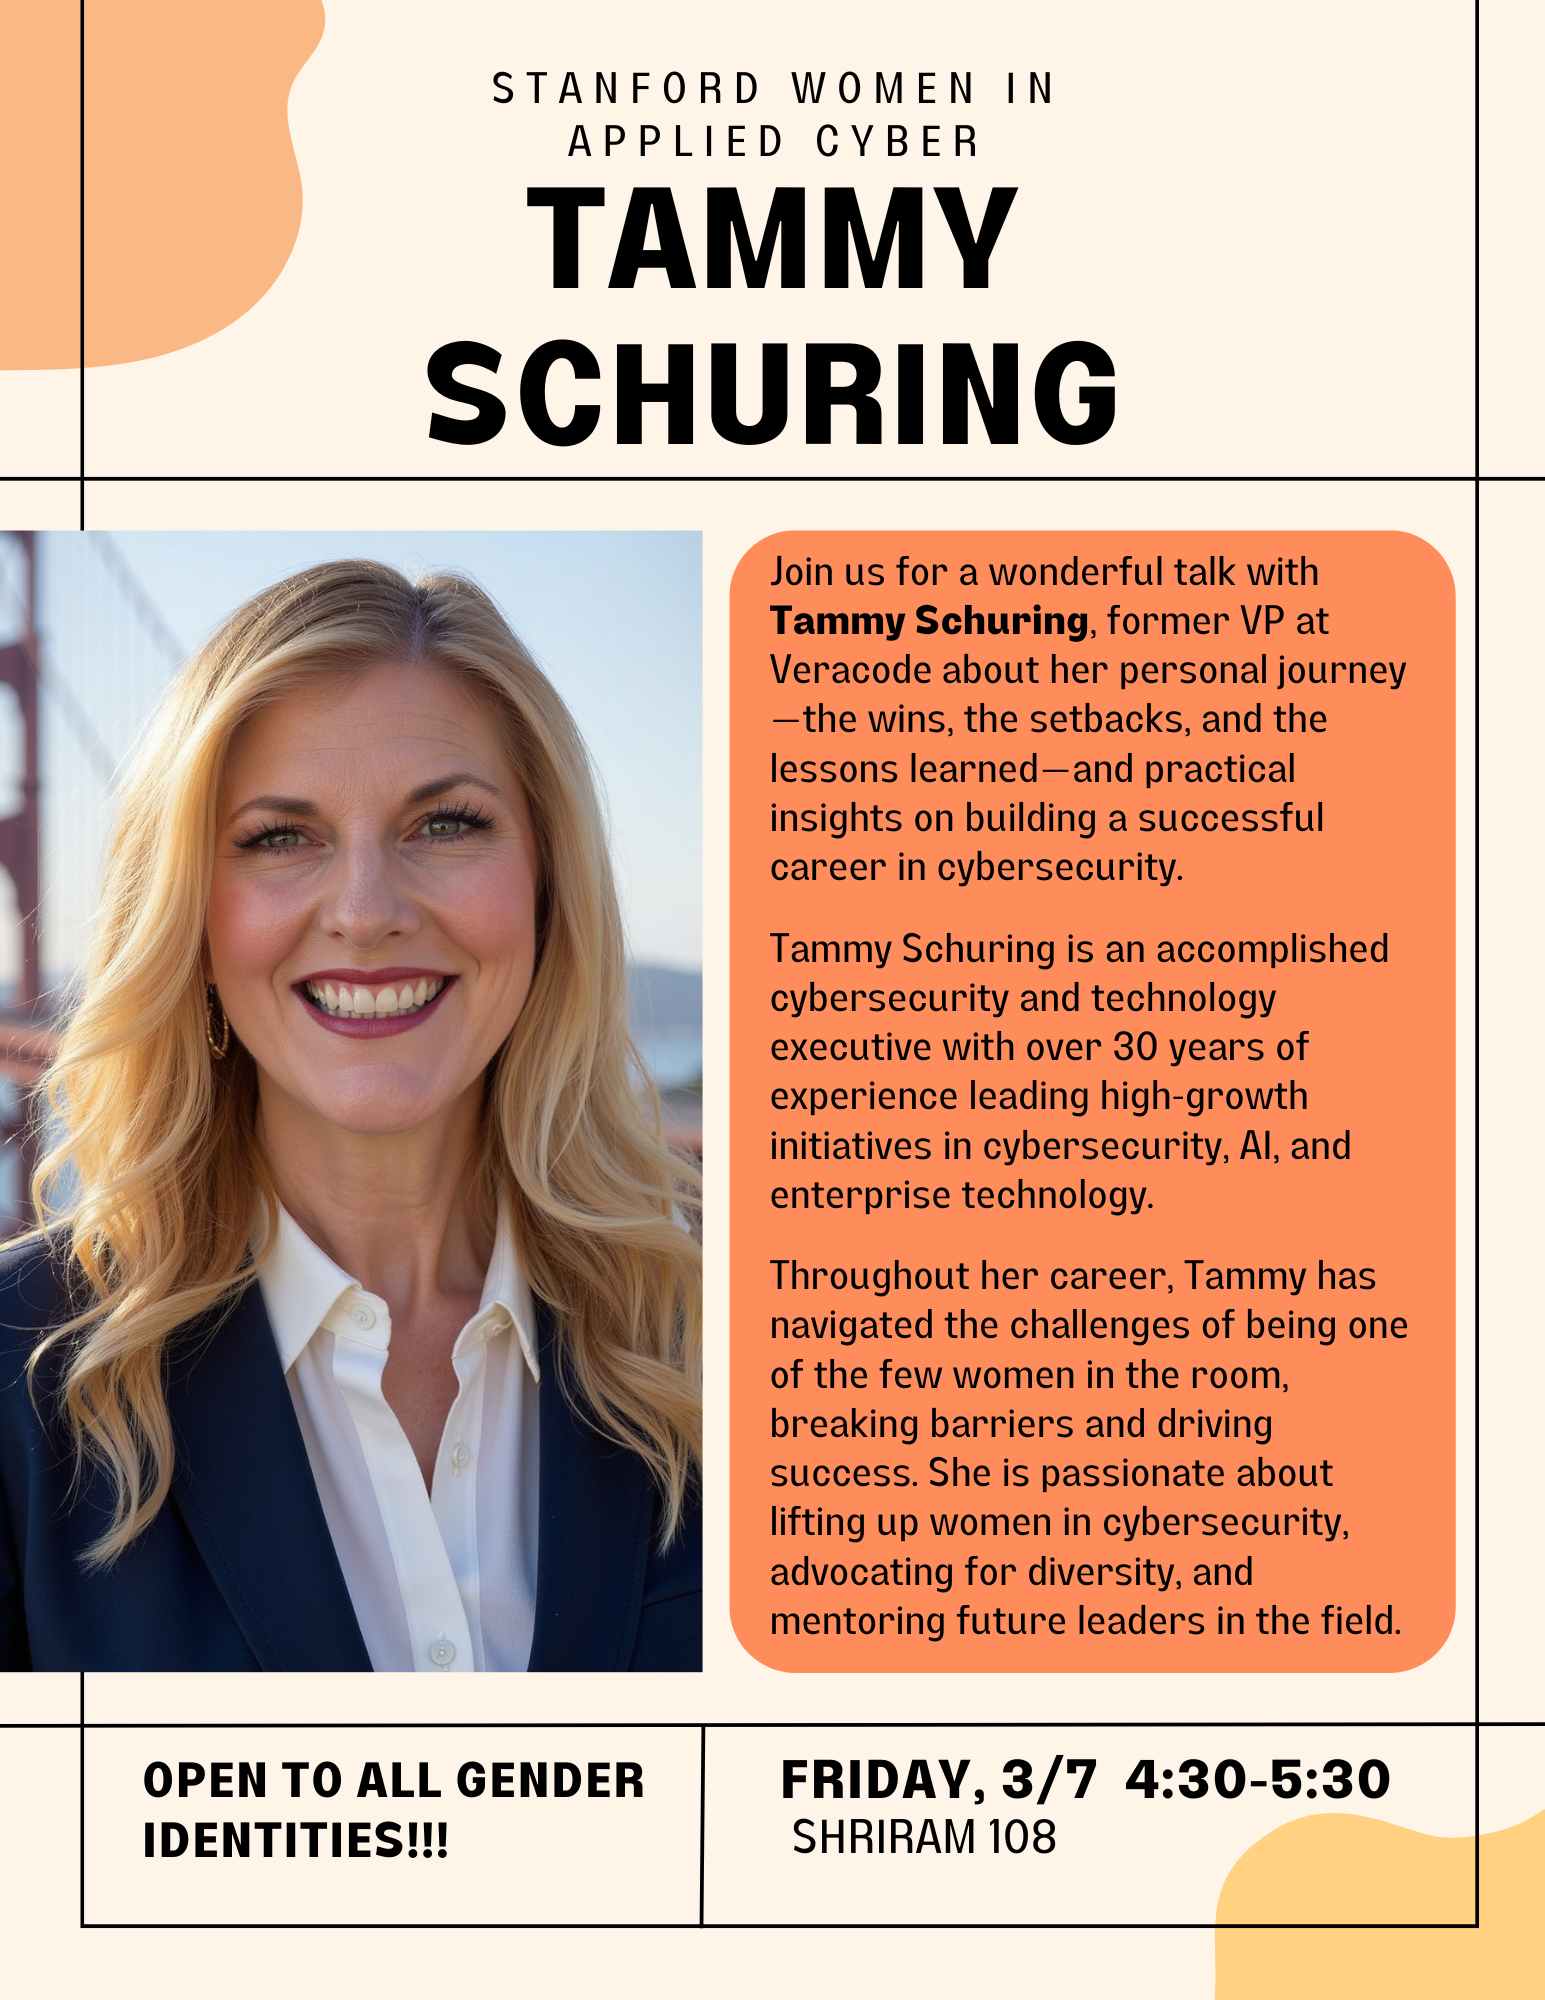 STANFORD WOMEN IN
APPLIED CYBER
TAMMY
SCHURING
Join us for a wonderful talk with
Tammy Schuring, former VP at
Veracode about her personal journey
—the wins, the setbacks, and the
lessons learned—and practical
insights on building a successful
career in cybersecurity.
Tammy Schuring is an accomplished
cybersecurity and technology
executive with over 30 years of
experience leading high-growth
initiatives in cybersecurity, AI, and
enterprise technology.
Throughout her career, Tammy has
navigated the challenges of being one
of the few women in the room,
breaking barriers and driving
success. She is passionate about
lifting up women in cybersecurity,
advocating for diversity, and
mentoring future leaders in the field.
OPEN TO ALL GENDER
IDENTITIES!!!
FRIDAY, 3/7 4:30-5:30
SHRIRAM 108